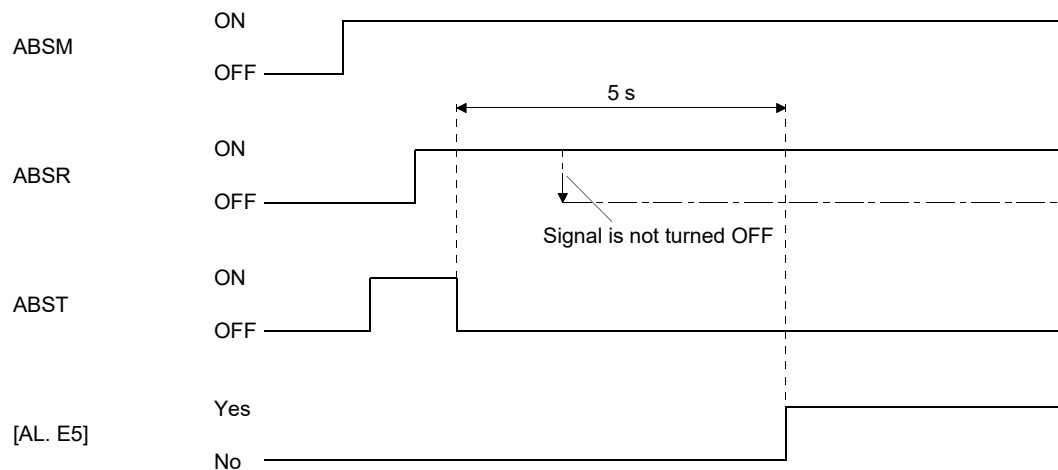 ABSM
ON
OFF
5 s
ABSR
ON
OFF
Signal is not turned OFF
ABST
ON
OFF
[AL. E5]
Yes
No